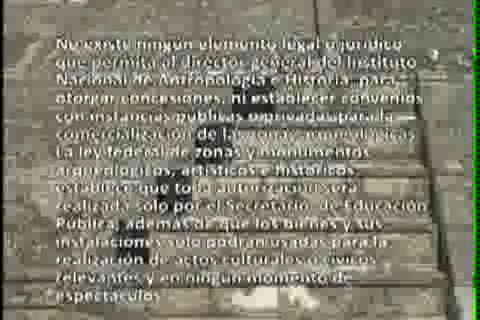 No existe ningún elemento legal o jurídico
que permita al director general del Instituto
Nacional de Antropología e Historia, para
otorgar concesiones, ni establecer convenios
con instancias públicas o privadas para la
comercialización de las zonas arqueológicas
La ley federal de zonas y monumentos
arqueológicos, artísticos e históricos
establece que toda autorización será
realizada solo por el Secretario de Educación
Pública, además de que los bienes y sus
instalaciones solo podrán usadas para la
realización de actos culturales o cívicos
relevantes y en ningún momento de
espectáculos